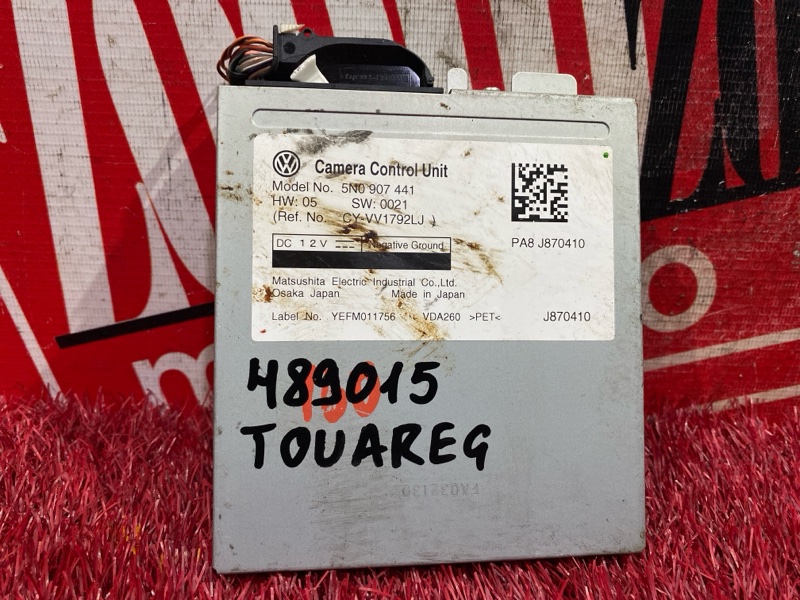 Camera Control Unit
Model No. 5N0 907 441
HW: 05 SW: 0021
(Ref. No. CY-VV1792LJ )
DC 12V Negative Ground
PA8 J870410
Matsushita Electric Industrial Co.,Ltd.
Osaka Japan Made in Japan
Label No. YEFM011756 VDA260 >PET< J870410
489015
100
TOUAREG